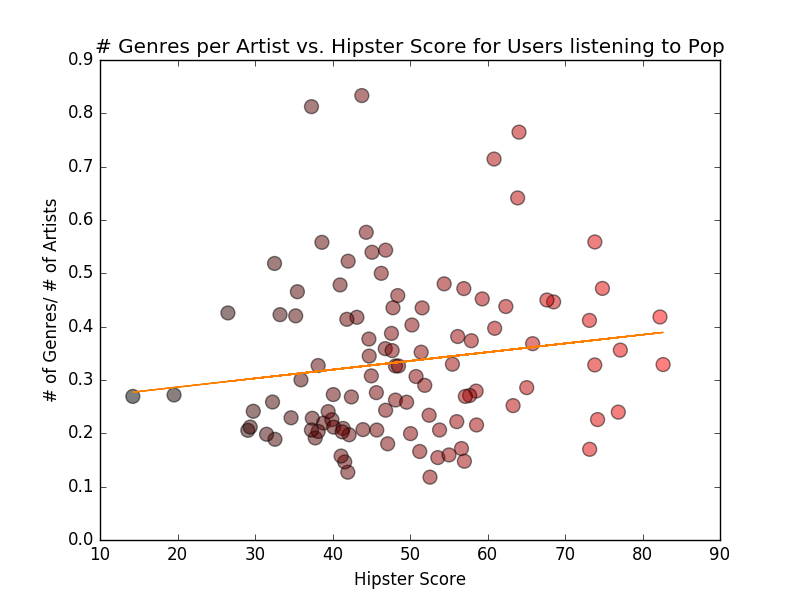 # Genres per Artist vs. Hipster Score for Users listening to Pop
0.9
0.8
0.7
0.6
0.5
0.4
0.3
0.2
0.1
0.0
# of Genres/ # of Artists
10 20 30 40 50 60 70 80 90
Hipster Score